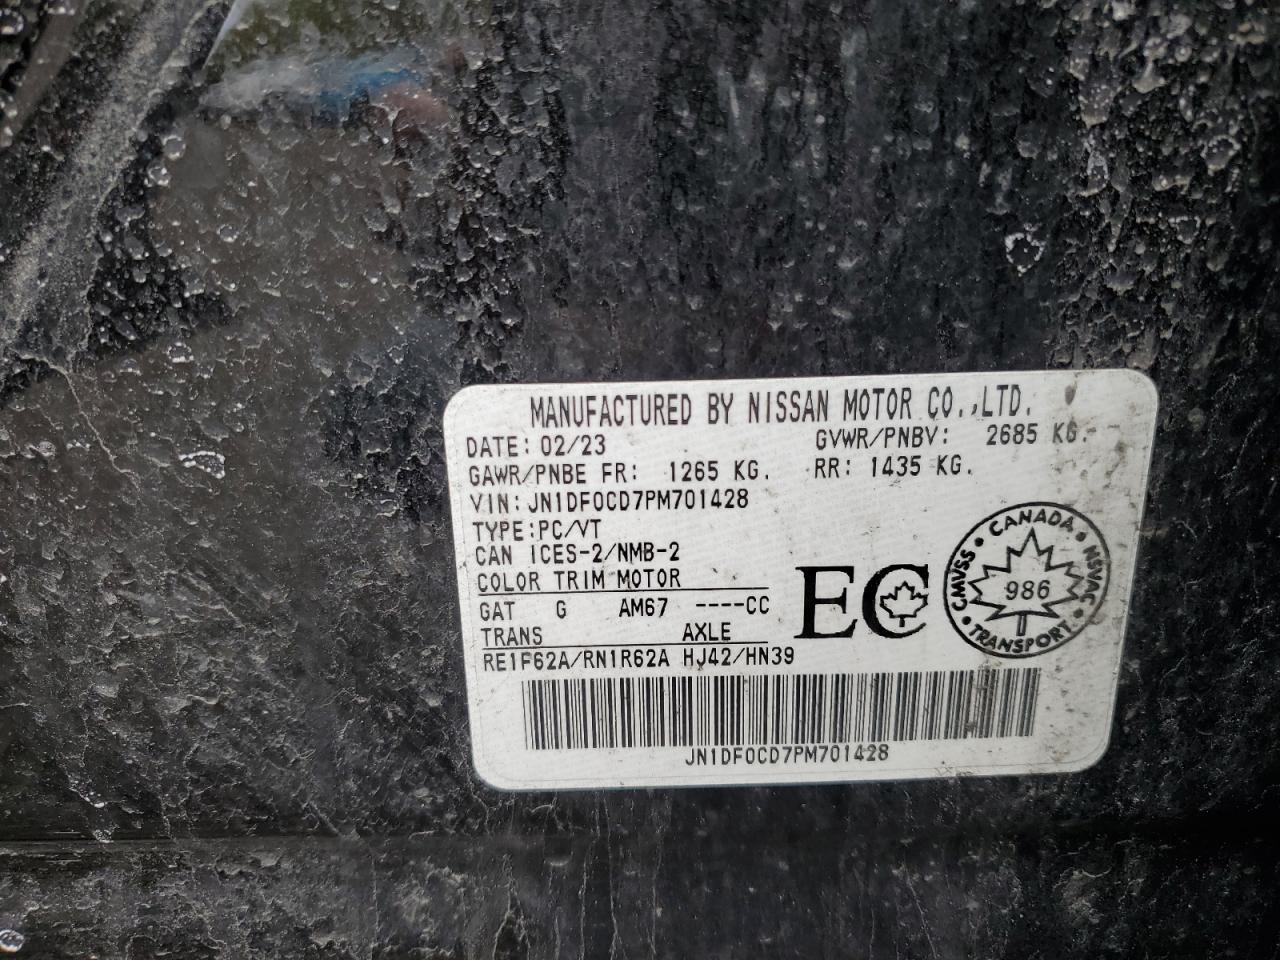 MANUFACTURED BY NISSAN MOTOR CO.,LTD.
DATE: 02/23 GVWR/PNBV: 2685 KG.
GAWR/PNBE FR: 1265 KG. RR: 1435 KG.
VIN: JN1DF0CD7PM701428
TYPE: PC/VT
CAN ICES-2/NMB-2
COLOR TRIM MOTOR
GAT G AM67 ----CC
TRANS AXLE
RE1F62A/RN1R62A HJ42/HN39
EC
CANADA • NSVAC • TRANSPORT • CMVSS •
986
JN1DF0CD7PM701428